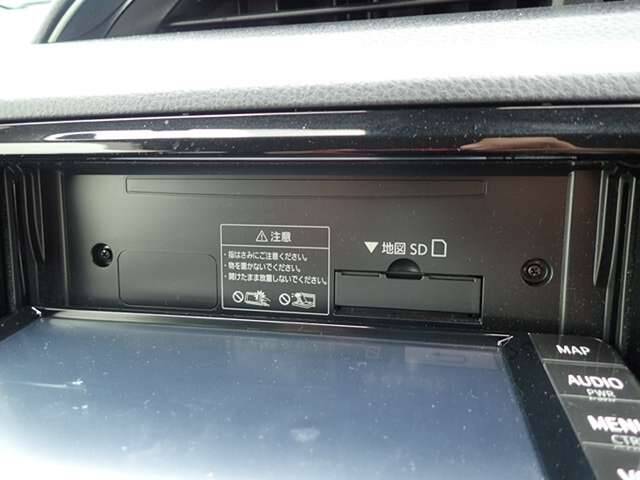 ⚠ 注意
・指はさみにご注意ください。
・物を置かないでください。
・開けたまま放置しないでください。
▼地図 SD
MAP
AUDIO
PWR
MENU